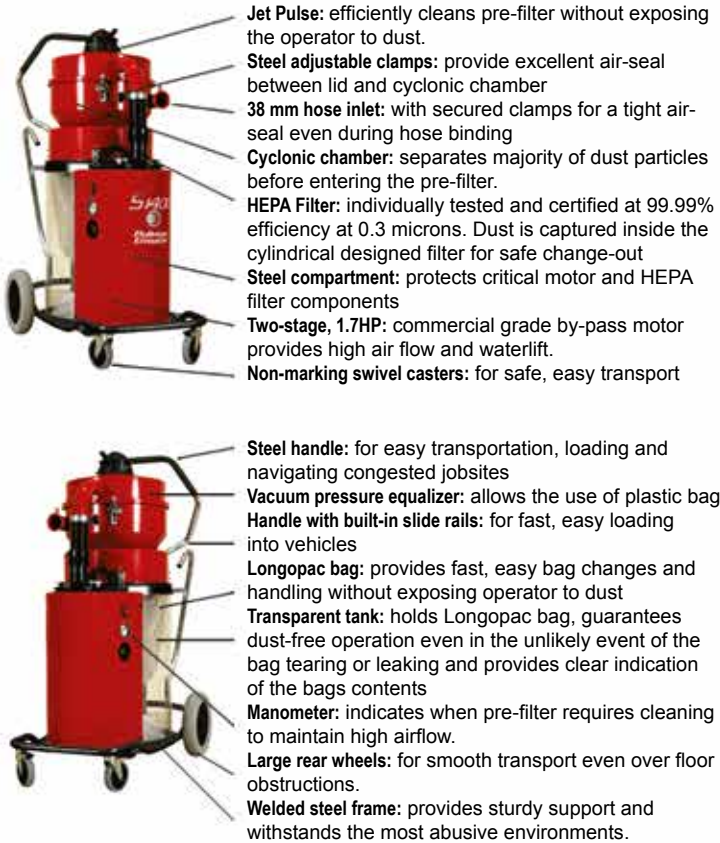 Jet Pulse: efficiently cleans pre-filter without exposing
the operator to dust.
Steel adjustable clamps: provide excellent air-seal
between lid and cyclonic chamber
38 mm hose inlet: with secured clamps for a tight air-
seal even during hose binding
Cyclonic chamber: separates majority of dust particles
before entering the pre-filter.
HEPA Filter: individually tested and certified at 99.99%
efficiency at 0.3 microns. Dust is captured inside the
cylindrical designed filter for safe change-out
Steel compartment: protects critical motor and HEPA
filter components
Two-stage, 1.7HP: commercial grade by-pass motor
provides high air flow and waterlift.
Non-marking swivel casters: for safe, easy transport
Steel handle: for easy transportation, loading and
navigating congested jobsites
Vacuum pressure equalizer: allows the use of plastic bag
Handle with built-in slide rails: for fast, easy loading
into vehicles
Longopac bag: provides fast, easy bag changes and
handling without exposing operator to dust
Transparent tank: holds Longopac bag, guarantees
dust-free operation even in the unlikely event of the
bag tearing or leaking and provides clear indication
of the bags contents
Manometer: indicates when pre-filter requires cleaning
to maintain high airflow.
Large rear wheels: for smooth transport even over floor
obstructions.
Welded steel frame: provides sturdy support and
withstands the most abusive environments.